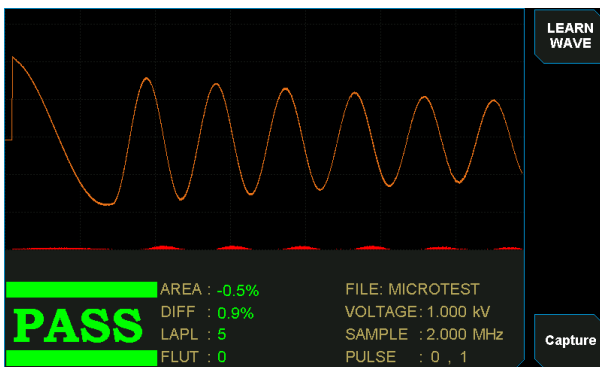 LEARN
WAVE
AREA : -0.5%
DIFF : 0.9%
LAPL : 5
FLUT : 0
PASS
FILE: MICROTEST
VOLTAGE: 1.000 kV
SAMPLE : 2.000 MHz
PULSE : 0 , 1
Capture